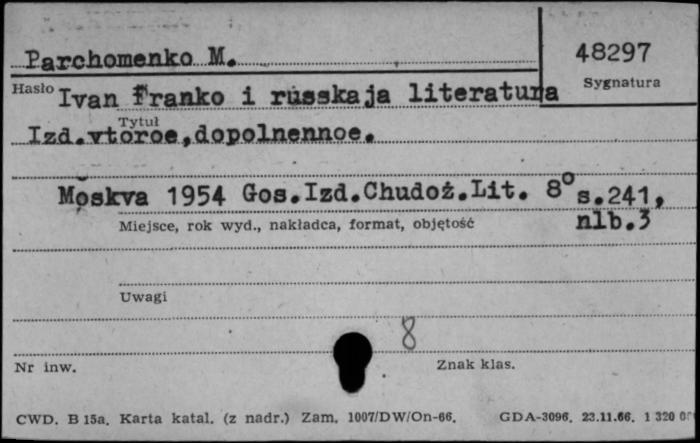 Parchomenko M.
48297
Sygnatura
Hasło
Ivan Franko i russkaja literatura
Tytuł
Izd.vtoroe,dopolnennoe.
Moskva 1954 Gos.Izd.Chudoż.Lit. 8° s.241,
nlb.3
Miejsce, rok wyd., nakładca, format, objętość
Uwagi
8
Nr inw.
Znak klas.
CWD. B 15a. Karta katal. (z nadr.) Zam. 1007/DW/On-66. GDA-3096. 23.11.66. 1 320